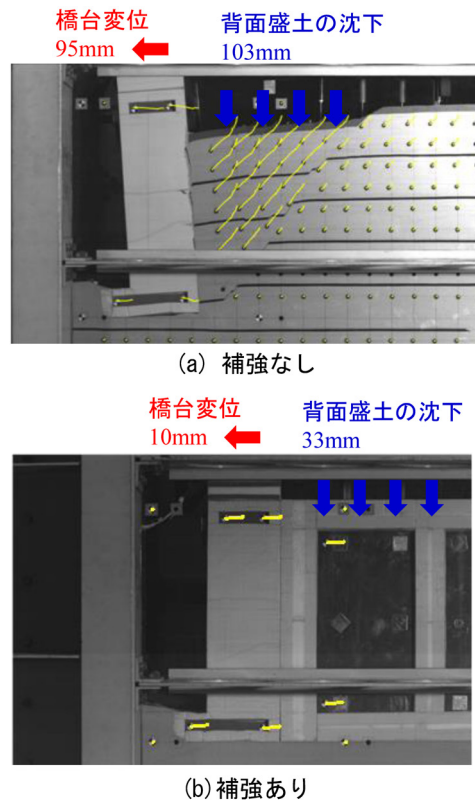 橋台変位
95mm
背面盛土の沈下
103mm
(a) 補強なし
橋台変位
10mm
背面盛土の沈下
33mm
(b)補強あり